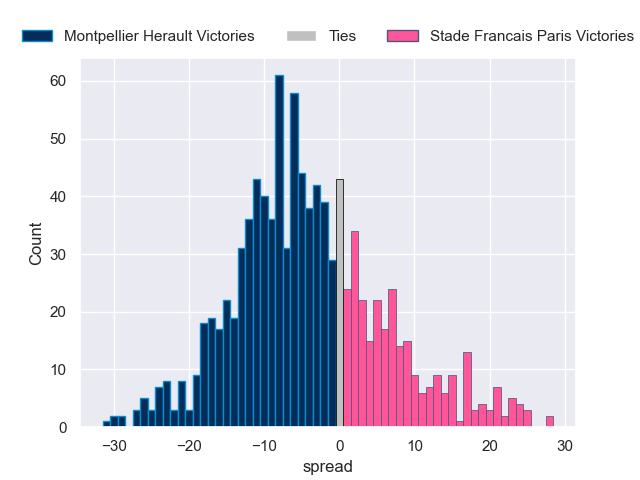 Montpellier Herault Victories Ties Stade Francais Paris Victories
60
50
40
30
20
10
0
Count
−30 −20 −10 0 10 20 30
spread